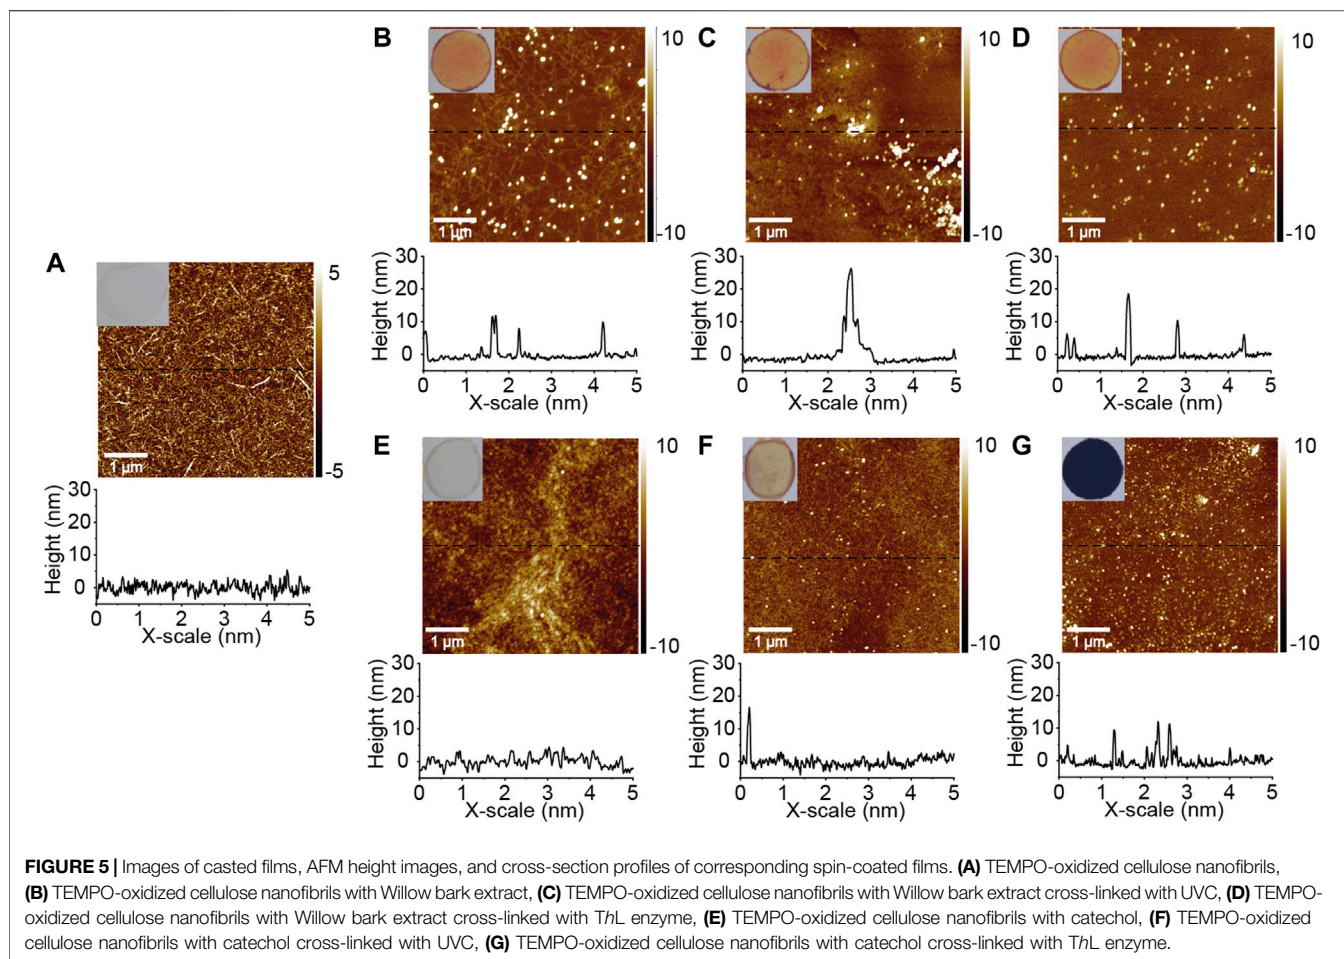 B
10
-10
1 µm
Height (nm)
30
20
10
0
0 1 2 3 4 5
X-scale (nm)
C
10
-10
1 µm
Height (nm)
30
20
10
0
0 1 2 3 4 5
X-scale (nm)
D
10
-10
1 µm
Height (nm)
30
20
10
0
0 1 2 3 4 5
X-scale (nm)
A
5
-5
1 µm
Height (nm)
30
20
10
0
0 1 2 3 4 5
X-scale (nm)
E
10
-10
1 µm
Height (nm)
30
20
10
0
0 1 2 3 4 5
X-scale (nm)
F
10
-10
1 µm
Height (nm)
30
20
10
0
0 1 2 3 4 5
X-scale (nm)
G
10
-10
1 µm
Height (nm)
30
20
10
0
0 1 2 3 4 5
X-scale (nm)
FIGURE 5 | Images of casted films, AFM height images, and cross-section profiles of corresponding spin-coated films. (A) TEMPO-oxidized cellulose nanofibrils,
(B) TEMPO-oxidized cellulose nanofibrils with Willow bark extract, (C) TEMPO-oxidized cellulose nanofibrils with Willow bark extract cross-linked with UVC, (D) TEMPO-
oxidized cellulose nanofibrils with Willow bark extract cross-linked with ThL enzyme, (E) TEMPO-oxidized cellulose nanofibrils with catechol, (F) TEMPO-oxidized
cellulose nanofibrils with catechol cross-linked with UVC, (G) TEMPO-oxidized cellulose nanofibrils with catechol cross-linked with ThL enzyme.